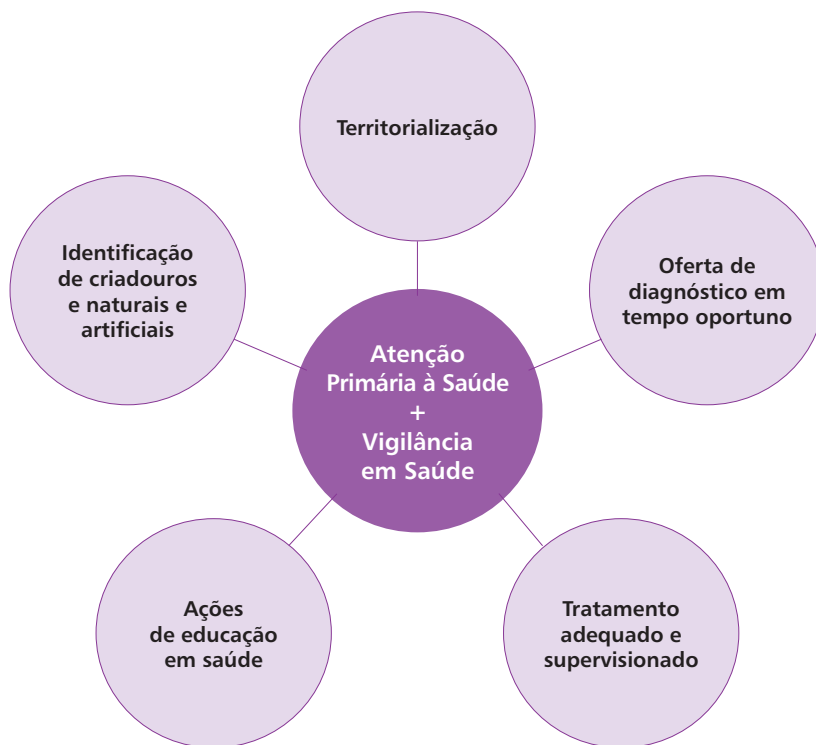 Territorialização
Oferta de
diagnóstico em
tempo oportuno
Tratamento
adequado e
supervisionado
Ações
de educação
em saúde
Identificação
de criadouros
e naturais e
artificiais
Atenção
Primária à Saúde
+
Vigilância
em Saúde